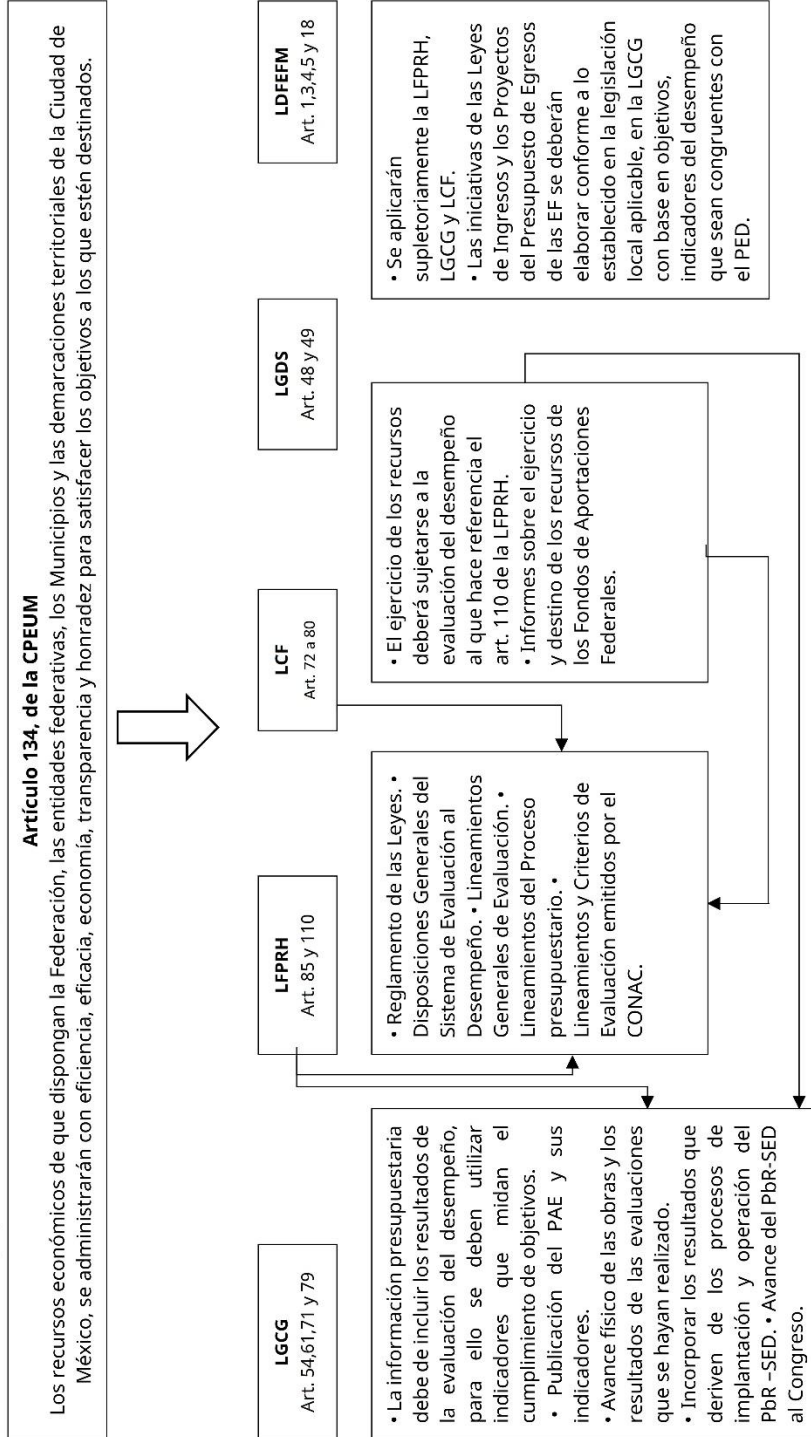 Artículo 134, de la CPEUM
Los recursos económicos de que dispongan la Federación, las entidades federativas, los Municipios y las demarcaciones territoriales de la Ciudad de
México, se administrarán con eficiencia, eficacia, economía, transparencia y honradez para satisfacer los objetivos a los que estén destinados.
LGCG
Art. 54,61,71 y 79
LFPRH
Art. 85 y 110
LCF
Art. 72 a 80
LGDS
Art. 48 y 49
LDFEFM
Art. 1,3,4,5 y 18
• La información presupuestaria
debe de incluir los resultados de
la evaluación del desempeño,
para ello se deben utilizar
indicadores que midan el
cumplimiento de objetivos.
• Publicación del PAE y sus
indicadores.
• Avance físico de las obras y los
resultados de las evaluaciones
que se hayan realizado.
• Incorporar los resultados que
deriven de los procesos de
implantación y operación del
PbR –SED. • Avance del PbR-SED
al Congreso.
• Reglamento de las Leyes. •
Disposiciones Generales del
Sistema de Evaluación al
Desempeño. • Lineamientos
Generales de Evaluación. •
Lineamientos del Proceso
presupuestario. •
Lineamientos y Criterios de
Evaluación emitidos por el
CONAC.
• El ejercicio de los recursos
deberá sujetarse a la
evaluación del desempeño
al que hace referencia el
art. 110 de la LFPRH.
• Informes sobre el ejercicio
y destino de los recursos de
los Fondos de Aportaciones
Federales.
• Se aplicarán
supletoriamente la LFPRH,
LGCG y LCF.
• Las iniciativas de las Leyes
de Ingresos y los Proyectos
del Presupuesto de Egresos
de las EF se deberán
elaborar conforme a lo
establecido en la legislación
local aplicable, en la LGCG
con base en objetivos,
indicadores del desempeño
que sean congruentes con
el PED.